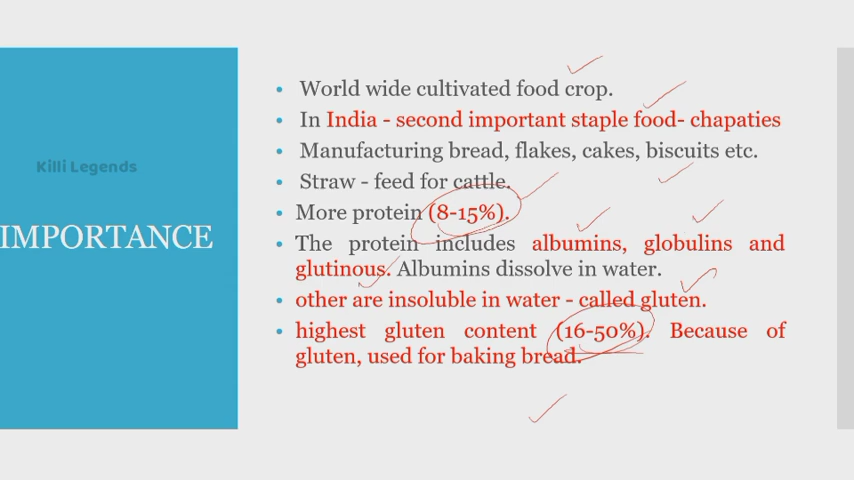 Killi Legends
IMPORTANCE
• World wide cultivated food crop.
• In India - second important staple food- chapaties
• Manufacturing bread, flakes, cakes, biscuits etc.
• Straw - feed for cattle.
• More protein (8-15%).
• The protein includes albumins, globulins and
glutinous. Albumins dissolve in water.
• other are insoluble in water - called gluten.
• highest gluten content (16-50%). Because of
gluten, used for baking bread.